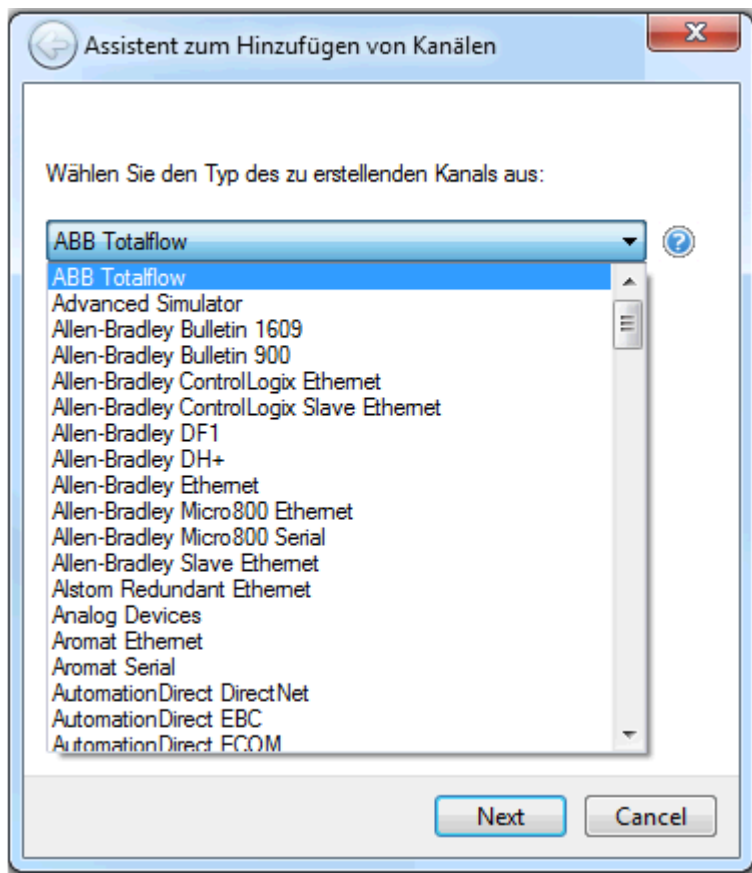 Assistent zum Hinzufügen von Kanälen
Wählen Sie den Typ des zu erstellenden Kanals aus:
ABB Totalflow
ABB Totalflow
Advanced Simulator
Allen-Bradley Bulletin 1609
Allen-Bradley Bulletin 900
Allen-Bradley ControlLogix Ethernet
Allen-Bradley ControlLogix Slave Ethernet
Allen-Bradley DF1
Allen-Bradley DH+
Allen-Bradley Ethernet
Allen-Bradley Micro800 Ethernet
Allen-Bradley Micro800 Serial
Allen-Bradley Slave Ethernet
Alstom Redundant Ethernet
Analog Devices
Aromat Ethernet
Aromat Serial
AutomationDirect DirectNet
AutomationDirect EBC
AutomationDirect ECOM
Next
Cancel